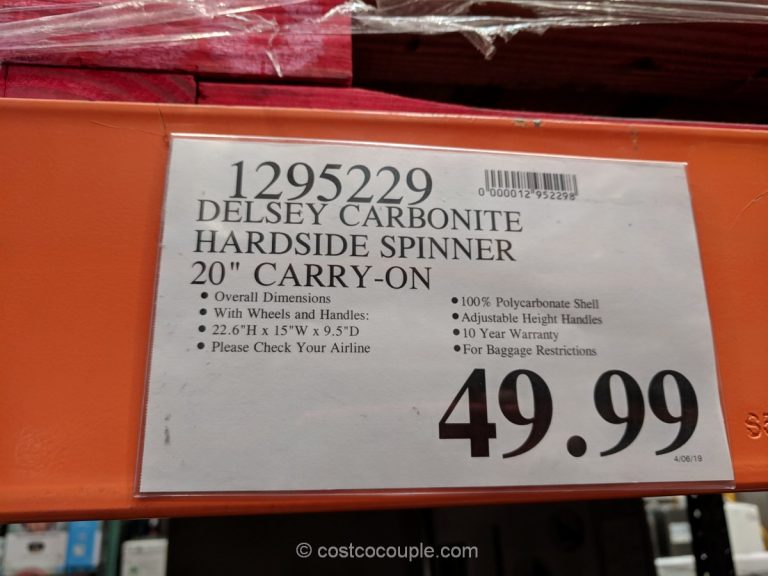 1295229
0 000012 952298
DELSEY CARBONITE
HARDSIDE SPINNER
20" CARRY-ON
• Overall Dimensions
• With Wheels and Handles:
• 22.6"H x 15"W x 9.5"D
• Please Check Your Airline
• 100% Polycarbonate Shell
• Adjustable Height Handles
• 10 Year Warranty
• For Baggage Restrictions
49.99
4/06/19
© costcocouple.com